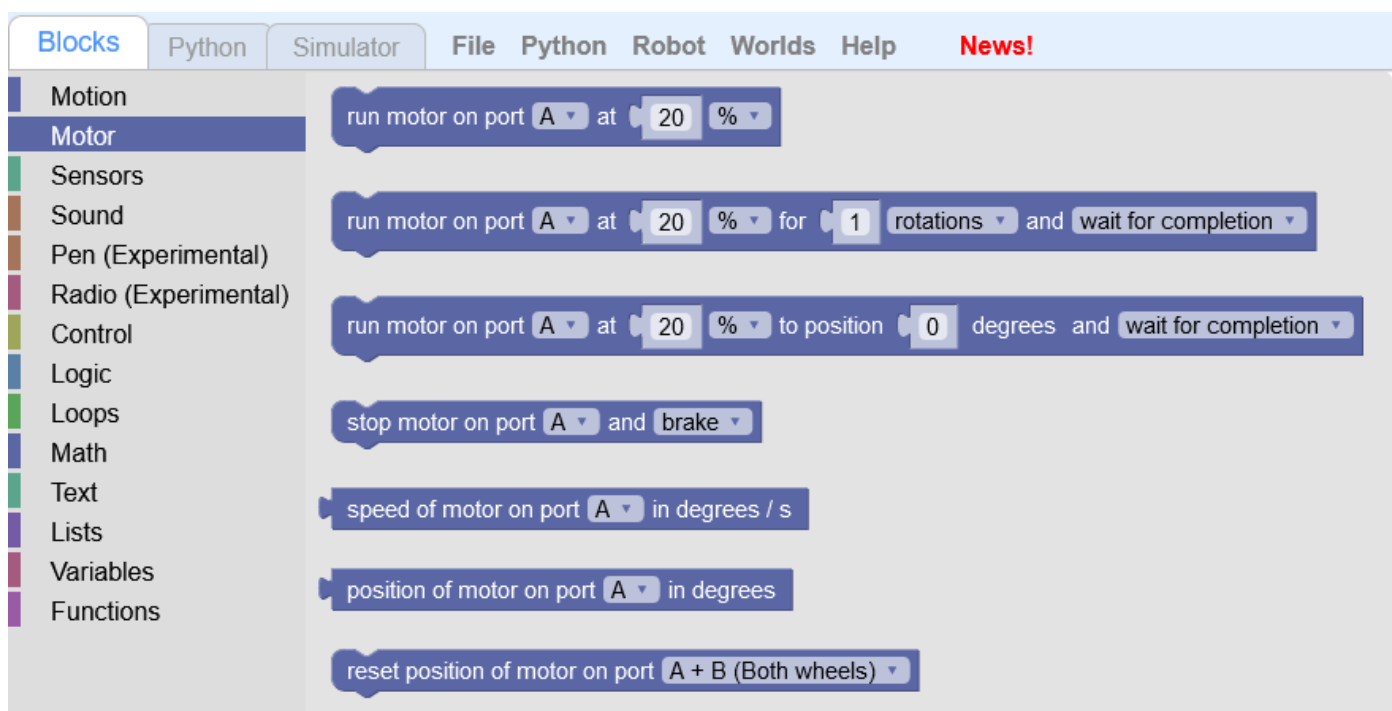 Blocks Python Simulator File Python Robot Worlds Help News!
Motion
Motor
Sensors
Sound
Pen (Experimental)
Radio (Experimental)
Control
Logic
Loops
Math
Text
Lists
Variables
Functions
run motor on port A at 20 %
run motor on port A at 20 % for 1 rotations and wait for completion
run motor on port A at 20 % to position 0 degrees and wait for completion
stop motor on port A and brake
speed of motor on port A in degrees / s
position of motor on port A in degrees
reset position of motor on port A + B (Both wheels)